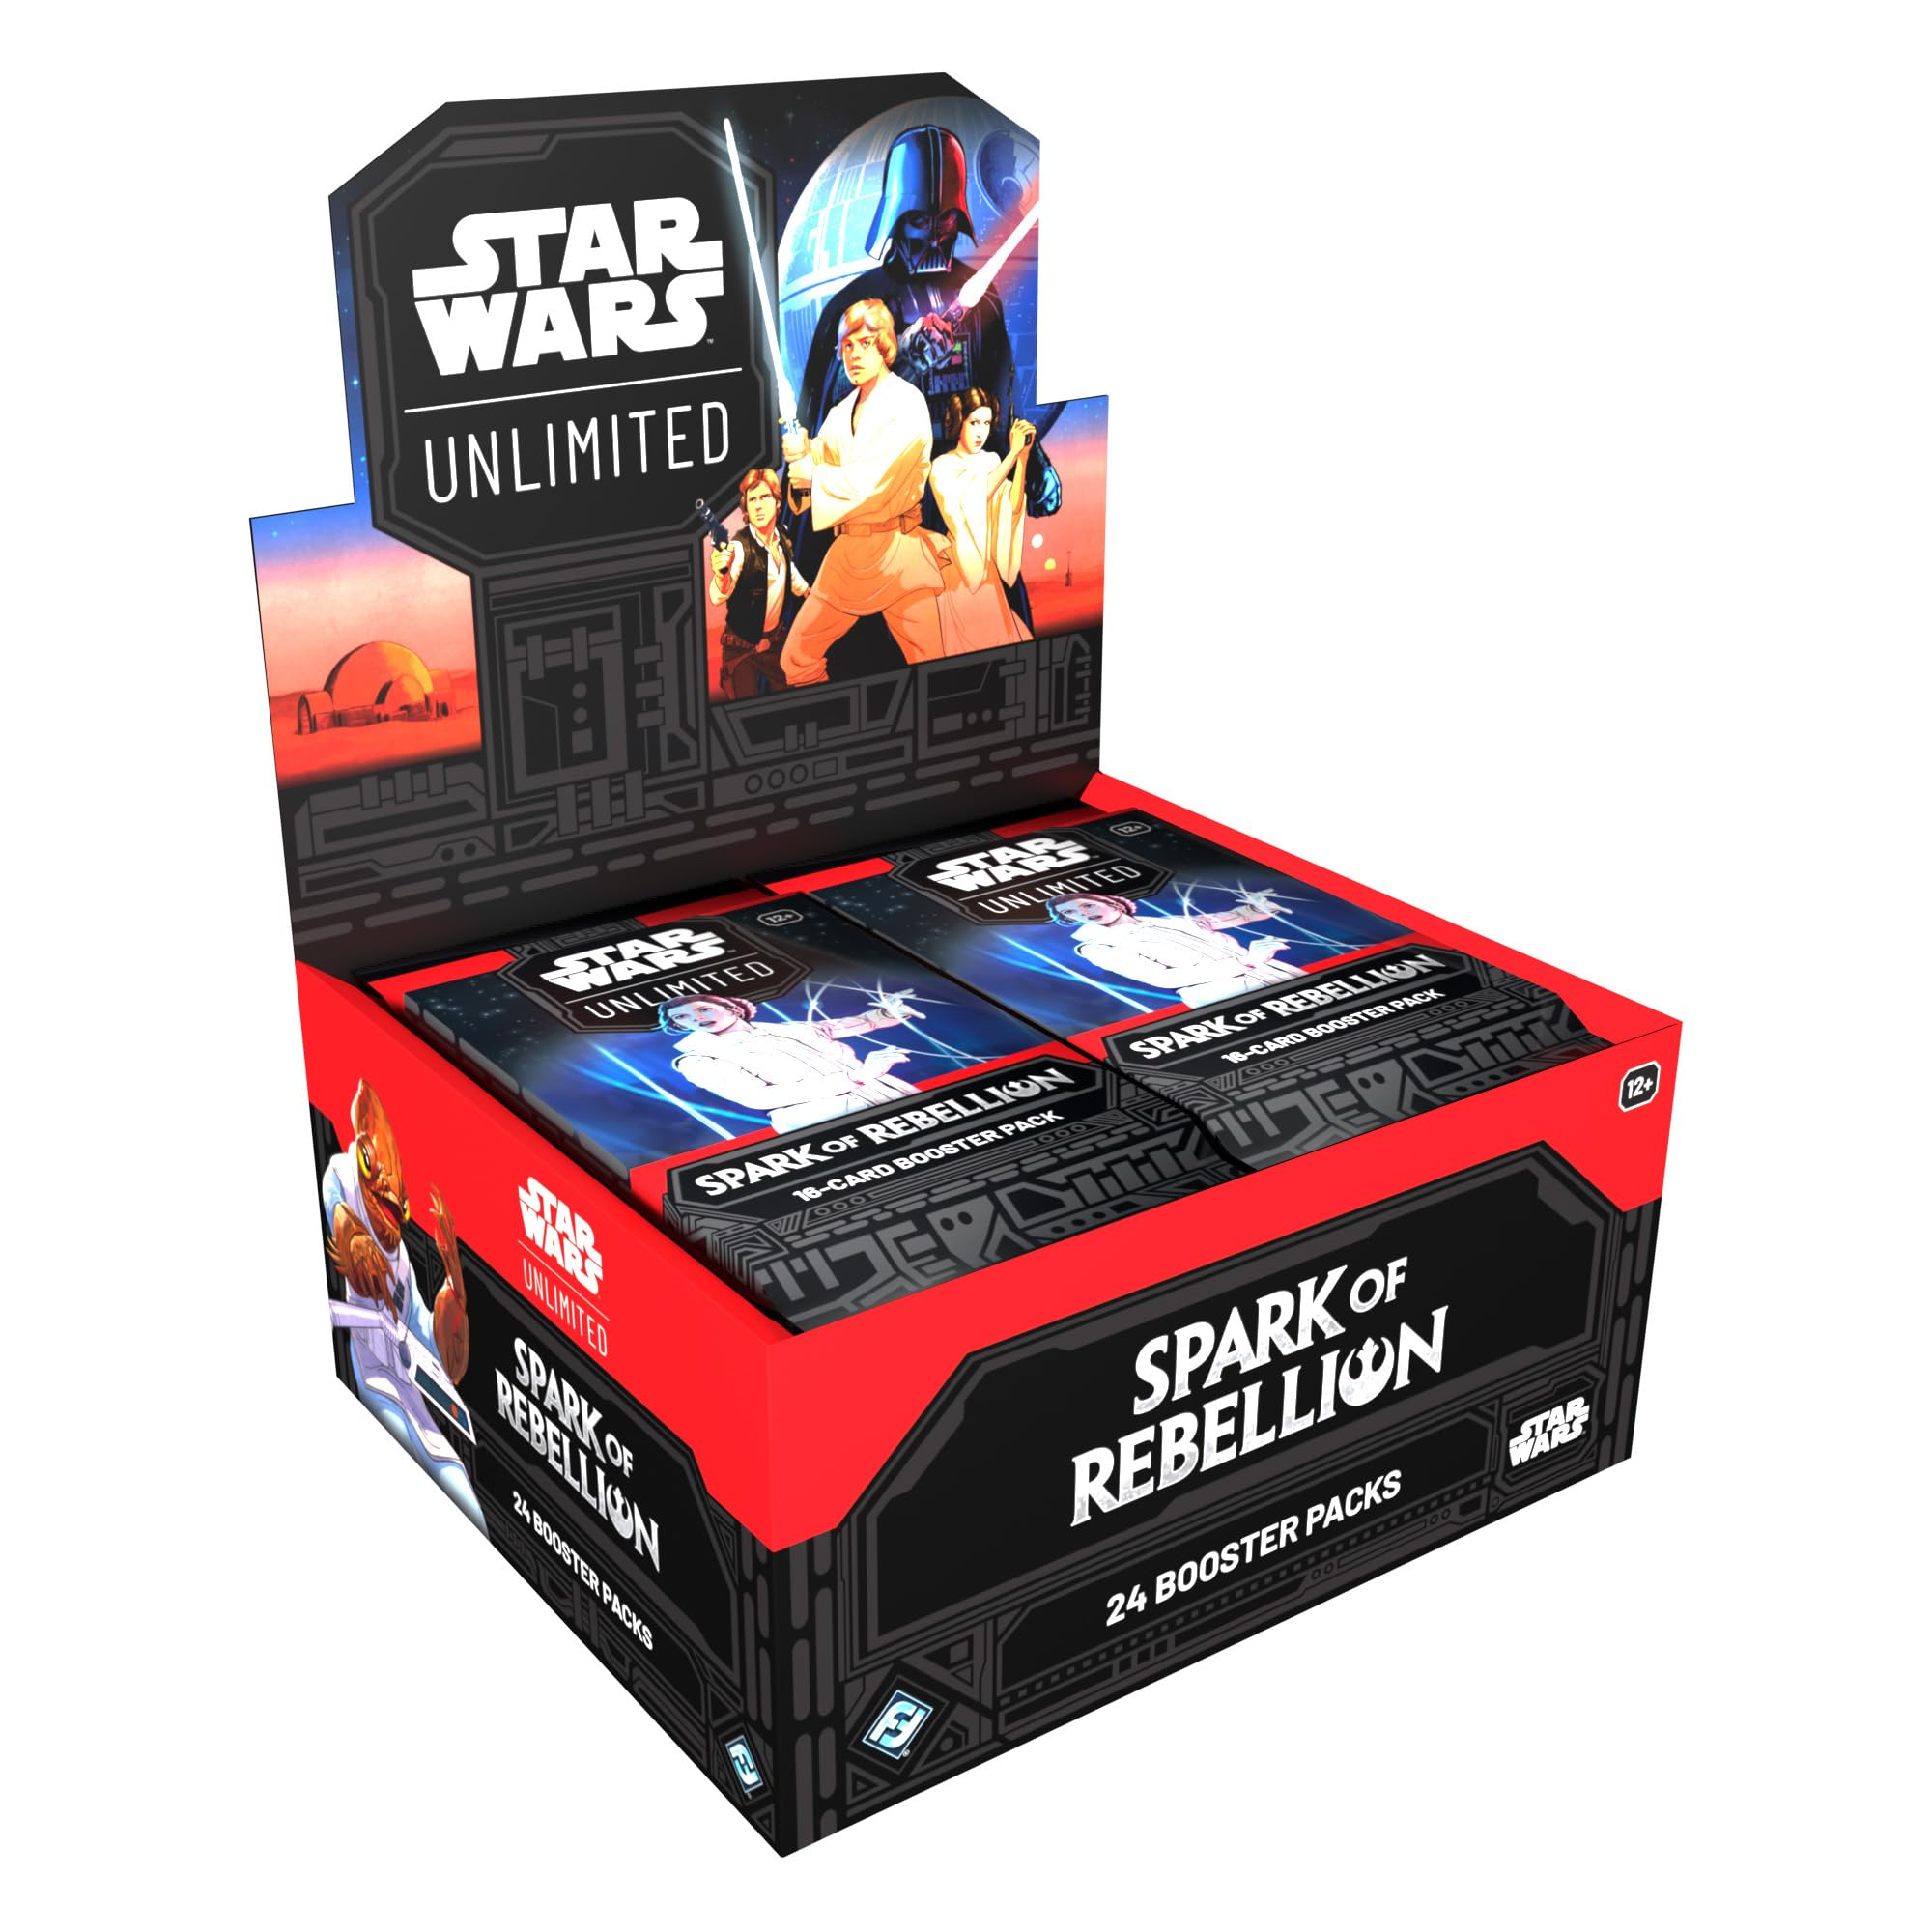 STAR
WARS
UNLIMITED
12+
STAR
WARS
UNLIMITED
SPARK OF REBELLION
16-CARD BOOSTER PACK
12+
STAR
WARS
UNLIMITED
SPARK OF REBELLION
16-CARD BOOSTER PACK
STAR
WARS
UNLIMITED
SPARK OF
REBELLION
24 BOOSTER PACKS
12+
SPARK OF
REBELLION
24 BOOSTER PACKS
STAR
WARS